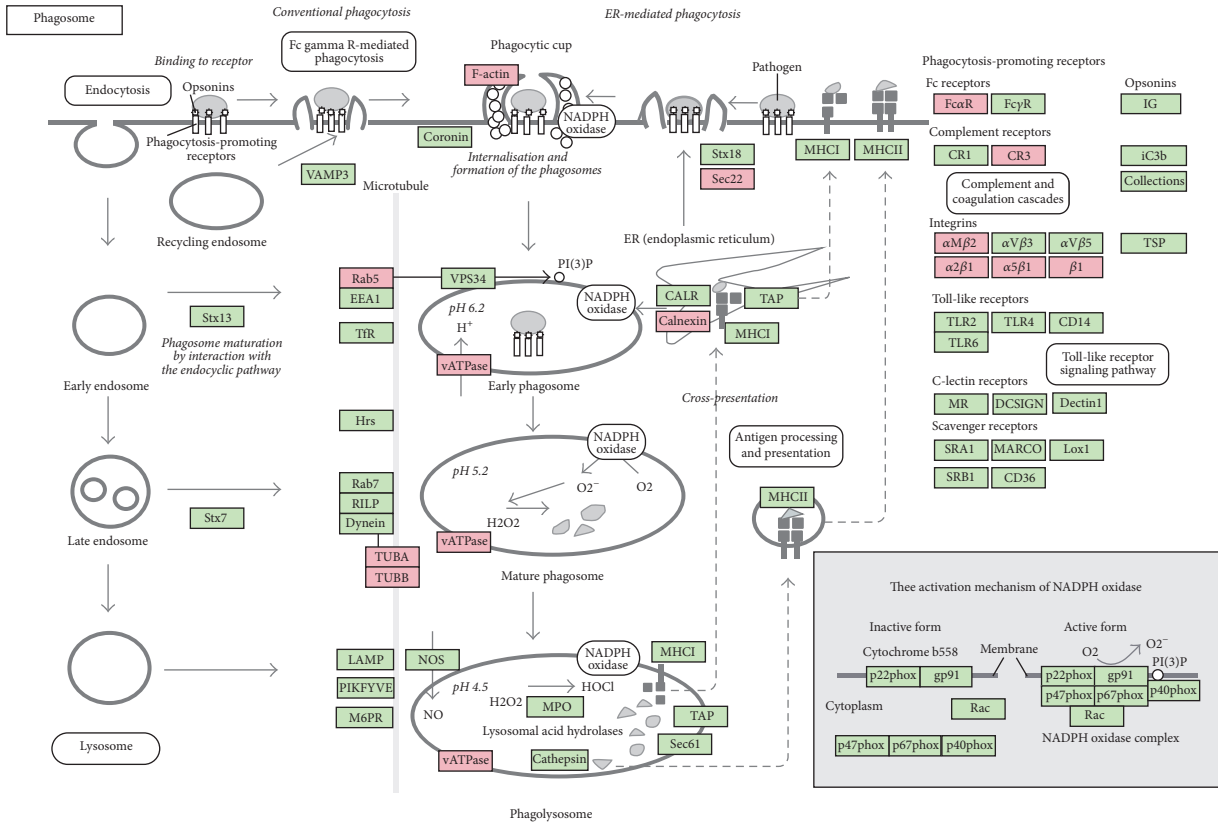 Phagosome
Conventional phagocytosis
ER-mediated phagocytosis
Endocytosis
Binding to receptor
Opsonins
Fc gamma R-mediated
phagocytosis
Phagocytic cup
F-actin
NADPH
oxidase
Pathogen
Phagocytosis-promoting
receptors
VAMP3
Coronin
Internalisation and
formation of the phagosomes
Stx18
Sec22
MHCI
MHCII
Microtubule
Recycling endosome
ER (endoplasmic reticulum)
Rab5
EEA1
TfR
VPS34
PI(3)P
NADPH
oxidase
pH 6.2
H+
vATPase
Early phagosome
CALR
Calnexin
TAP
MHCI
Stx13
Phagosome maturation
by interaction with
the endocyclic pathway
Early endosome
Cross-presentation
Hrs
NADPH
oxidase
pH 5.2
O2−
O2
H2O2
vATPase
Mature phagosome
Antigen processing
and presentation
MHCII
Rab7
RILP
Dynein
TUBA
TUBB
Stx7
Late endosome
LAMP
PIKFYVE
M6PR
NOS
NO
NADPH
oxidase
pH 4.5
HOCl
H2O2
MPO
Lysosomal acid hydrolases
MHCI
TAP
Sec61
vATPase
Cathepsin
Lysosome
Phagolysosome
Phagocytosis-promoting receptors
Fc receptors
Opsonins
FcαR
FcγR
IG
Complement receptors
CR1
CR3
iC3b
Collections
Complement and
coagulation cascades
Integrins
αMβ2
αVβ3
αVβ5
TSP
α2β1
α5β1
β1
Toll-like receptors
TLR2
TLR4
CD14
TLR6
Toll-like receptor
signaling pathway
C-lectin receptors
MR
DCSIGN
Dectin1
Scavenger receptors
SRA1
MARCO
Lox1
SRB1
CD36
Thee activation mechanism of NADPH oxidase
Inactive form
Active form
Cytochrome b558
Membrane
O2
O2−
PI(3)P
p22phox
gp91
p22phox
gp91
p47phox
p67phox
p40phox
Cytoplasm
Rac
Rac
NADPH oxidase complex
p47phox
p67phox
p40phox